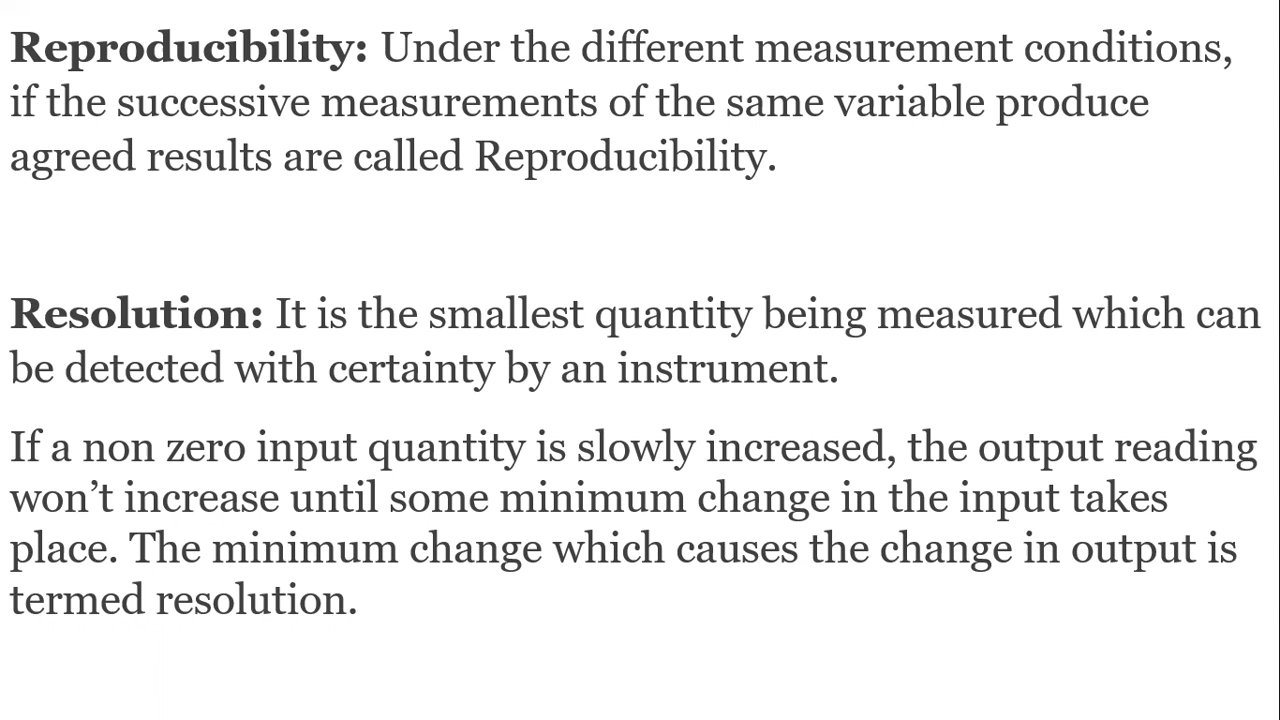 Reproducibility: Under the different measurement conditions,
if the successive measurements of the same variable produce
agreed results are called Reproducibility.
Resolution: It is the smallest quantity being measured which can
be detected with certainty by an instrument.
If a non zero input quantity is slowly increased, the output reading
won’t increase until some minimum change in the input takes
place. The minimum change which causes the change in output is
termed resolution.